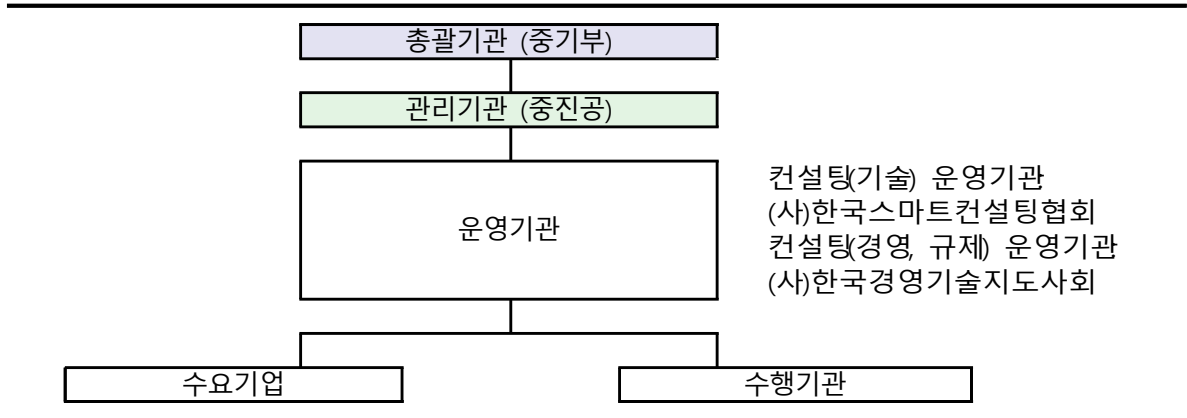 총괄기관 (중기부)
관리기관 (중진공)
운영기관
컨설팅(기술) 운영기관
(사)한국스마트컨설팅협회
컨설팅(경영, 규제) 운영기관
(사)한국경영기술지도사회
수요기업
수행기관